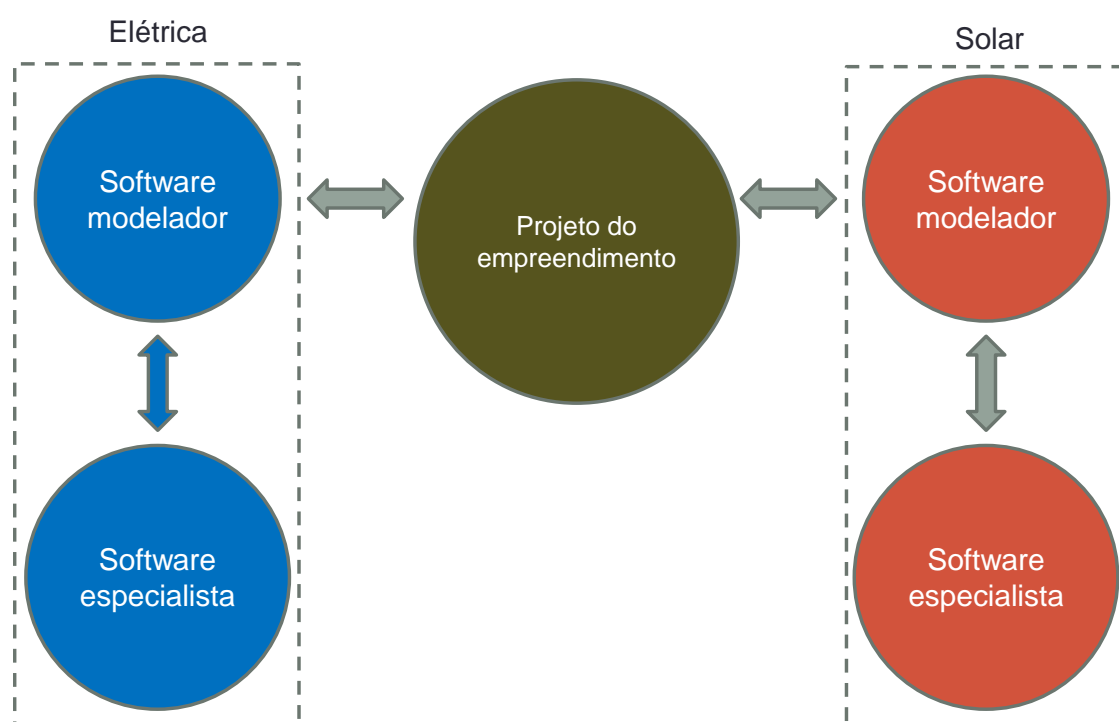 Elétrica
Solar
Software
modelador
Projeto do
empreendimento
Software
modelador
Software
especialista
Software
especialista